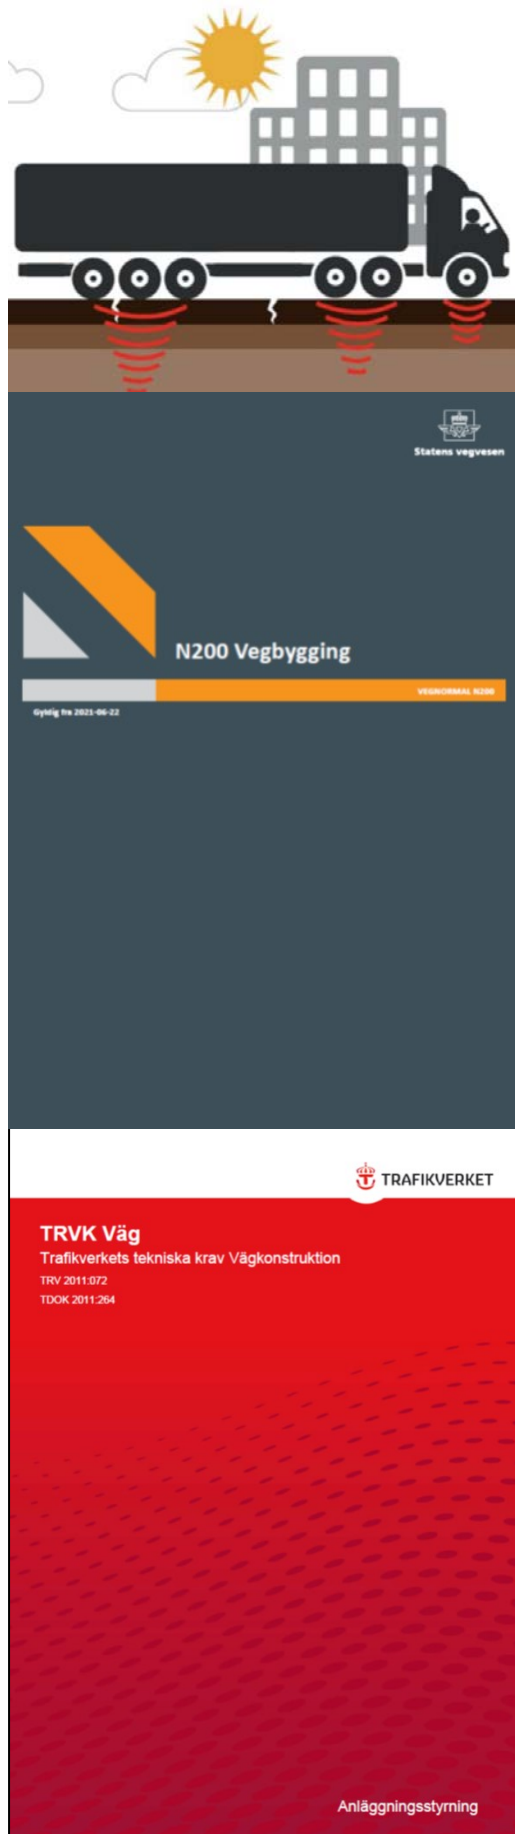 Statens vegvesen
N200 Vegbygging
VEGNORMAL N200
Gyldig fra 2021-06-22
TRAFIKVERKET
TRVK Väg
Trafikverkets tekniska krav Vägkonstruktion
TRV 2011:072
TDOK 2011:264
Anläggningsstyrning